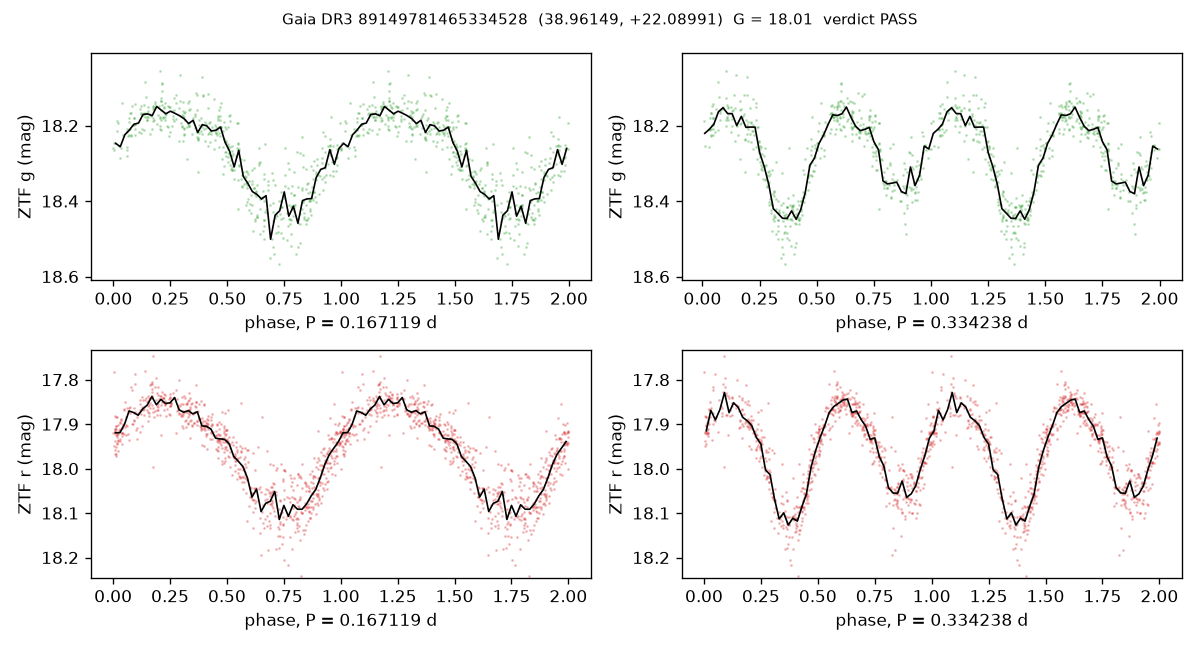 Gaia DR3 89149781465334528 (38.96149, +22.08991) G = 18.01 verdict PASS
ZTF g (mag)
18.2
18.4
18.6
0.00 0.25 0.50 0.75 1.00 1.25 1.50 1.75 2.00
phase, P = 0.167119 d
ZTF g (mag)
18.2
18.4
18.6
0.00 0.25 0.50 0.75 1.00 1.25 1.50 1.75 2.00
phase, P = 0.334238 d
ZTF r (mag)
17.8
17.9
18.0
18.1
18.2
0.00 0.25 0.50 0.75 1.00 1.25 1.50 1.75 2.00
phase, P = 0.167119 d
ZTF r (mag)
17.8
17.9
18.0
18.1
18.2
0.00 0.25 0.50 0.75 1.00 1.25 1.50 1.75 2.00
phase, P = 0.334238 d